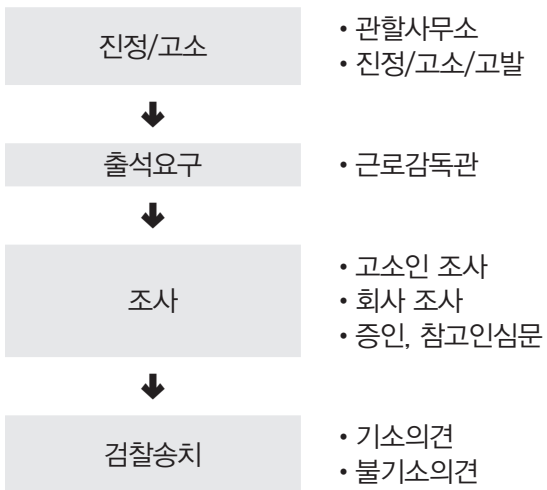 진정/고소
• 관할사무소
• 진정/고소/고발
출석요구
• 근로감독관
조사
• 고소인 조사
• 회사 조사
• 증인, 참고인심문
검찰송치
• 기소의견
• 불기소의견